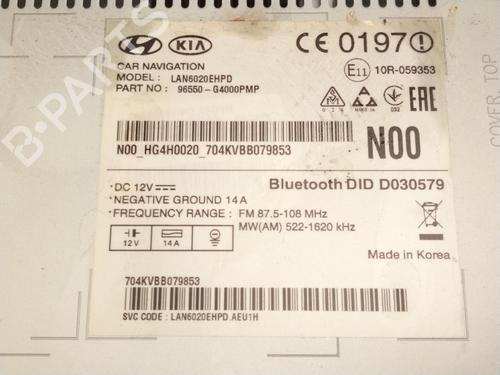 HYUNDAI KIA
CE 0197
CAR NAVIGATION
MODEL : LAN6020EHPD
PART NO : 96550 - G4000PMP
E11 10R-059353
032 EAC
N00_HG4H0020_704KVBB079853
N00
DC 12V
NEGATIVE GROUND 14 A
FREQUENCY RANGE : FM 87.5-108 MHz
MW(AM) 522-1620 kHz
Bluetooth DID D030579
12V 14A
Made in Korea
704KVBB079853
SVC CODE : LAN6020EHPD.AEU1H
B-PARTS
COVER, TOP